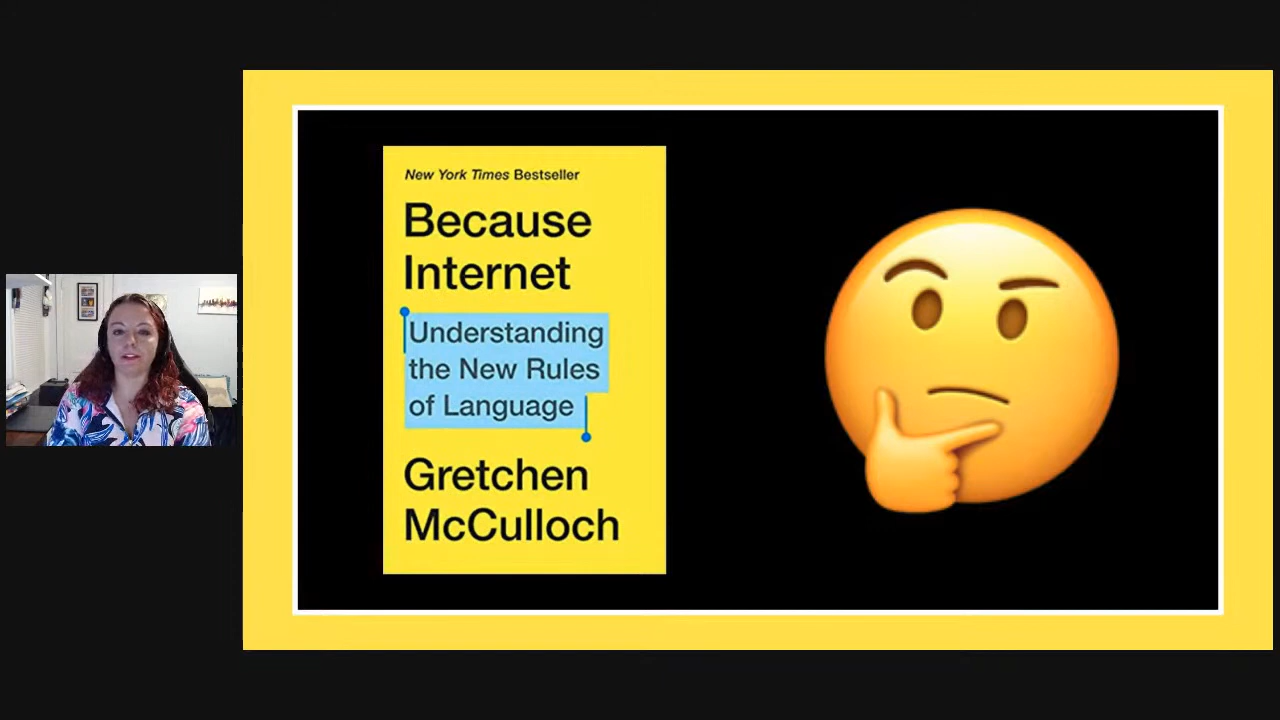 New York Times Bestseller
Because
Internet
Understanding
the New Rules
of Language
Gretchen
McCulloch